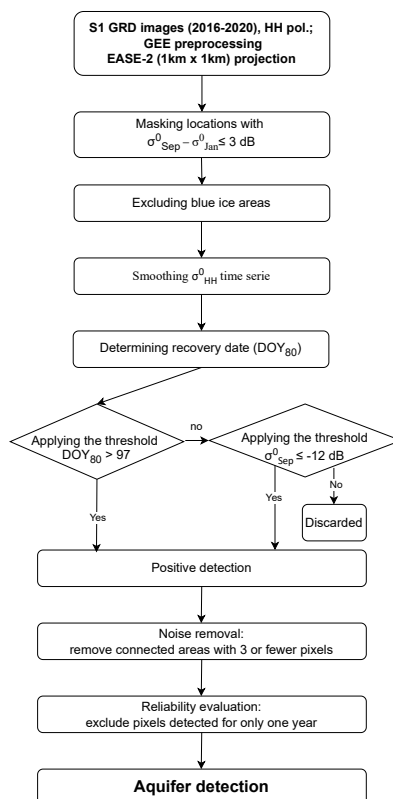 S1 GRD images (2016-2020), HH pol.;
GEE preprocessing
EASE-2 (1km x 1km) projection
Masking locations with
σ⁰Sep – σ⁰Jan ≤ 3 dB
Excluding blue ice areas
Smoothing σ⁰HH time serie
Determining recovery date (DOY80)
Applying the threshold
DOY80 > 97
no
Applying the threshold
σ⁰Sep ≤ -12 dB
Yes
Yes
No
Discarded
Positive detection
Noise removal:
remove connected areas with 3 or fewer pixels
Reliability evaluation:
exclude pixels detected for only one year
Aquifer detection